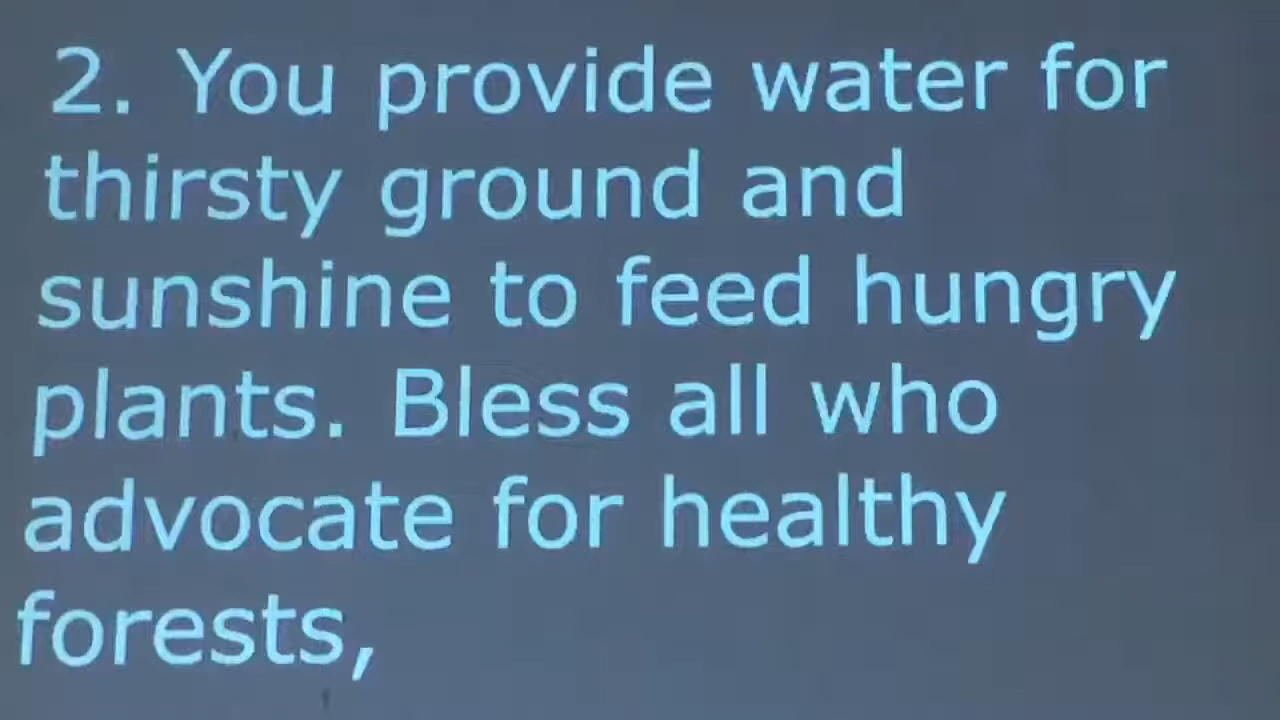 2. You provide water for
thirsty ground and
sunshine to feed hungry
plants. Bless all who
advocate for healthy
forests,